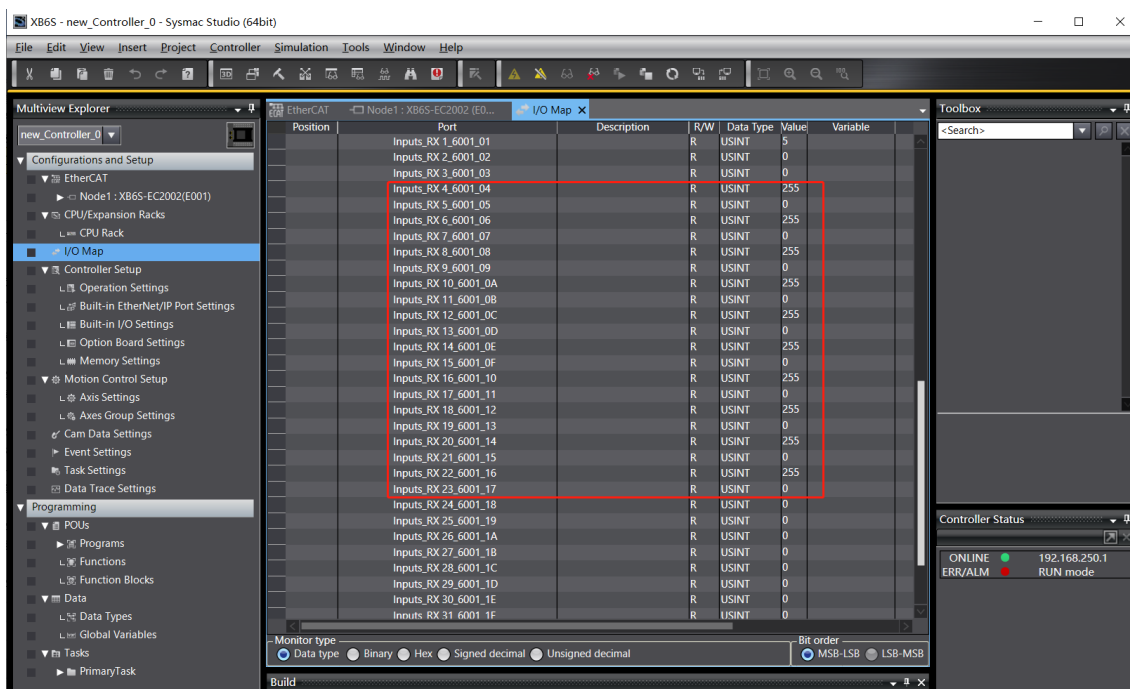 XB6S - new_Controller_0 - Sysmac Studio (64bit)
File Edit View Insert Project Controller Simulation Tools Window Help
Multiview Explorer
new_Controller_0
Configurations and Setup
EtherCAT
Node1 : XB6S-EC2002(E001)
CPU/Expansion Racks
CPU Rack
I/O Map
Controller Setup
Operation Settings
Built-in EtherNet/IP Port Settings
Built-in I/O Settings
Option Board Settings
Memory Settings
Motion Control Setup
Axis Settings
Axes Group Settings
Cam Data Settings
Event Settings
Task Settings
Data Trace Settings
Programming
POUs
Programs
Functions
Function Blocks
Data
Data Types
Global Variables
Tasks
PrimaryTask
EtherCAT Node1 : XB6S-EC2002 (E0... I/O Map
Position Port Description R/W Data Type Value Variable
Inputs_RX 1_6001_01 R USINT 5
Inputs_RX 2_6001_02 R USINT 0
Inputs_RX 3_6001_03 R USINT 0
Inputs_RX 4_6001_04 R USINT 255
Inputs_RX 5_6001_05 R USINT 0
Inputs_RX 6_6001_06 R USINT 255
Inputs_RX 7_6001_07 R USINT 0
Inputs_RX 8_6001_08 R USINT 255
Inputs_RX 9_6001_09 R USINT 0
Inputs_RX 10_6001_0A R USINT 255
Inputs_RX 11_6001_0B R USINT 0
Inputs_RX 12_6001_0C R USINT 255
Inputs_RX 13_6001_0D R USINT 0
Inputs_RX 14_6001_0E R USINT 255
Inputs_RX 15_6001_0F R USINT 0
Inputs_RX 16_6001_10 R USINT 255
Inputs_RX 17_6001_11 R USINT 0
Inputs_RX 18_6001_12 R USINT 255
Inputs_RX 19_6001_13 R USINT 0
Inputs_RX 20_6001_14 R USINT 255
Inputs_RX 21_6001_15 R USINT 0
Inputs_RX 22_6001_16 R USINT 255
Inputs_RX 23_6001_17 R USINT 0
Inputs_RX 24_6001_18 R USINT 0
Inputs_RX 25_6001_19 R USINT 0
Inputs_RX 26_6001_1A R USINT 0
Inputs_RX 27_6001_1B R USINT 0
Inputs_RX 28_6001_1C R USINT 0
Inputs_RX 29_6001_1D R USINT 0
Inputs_RX 30_6001_1E R USINT 0
Inputs_RX 31_6001_1F R USINT 0
Monitor type
Data type Binary Hex Signed decimal Unsigned decimal
Bit order
MSB-LSB LSB-MSB
Build
Toolbox
<Search>
Controller Status
ONLINE 192.168.250.1
ERR/ALM RUN mode